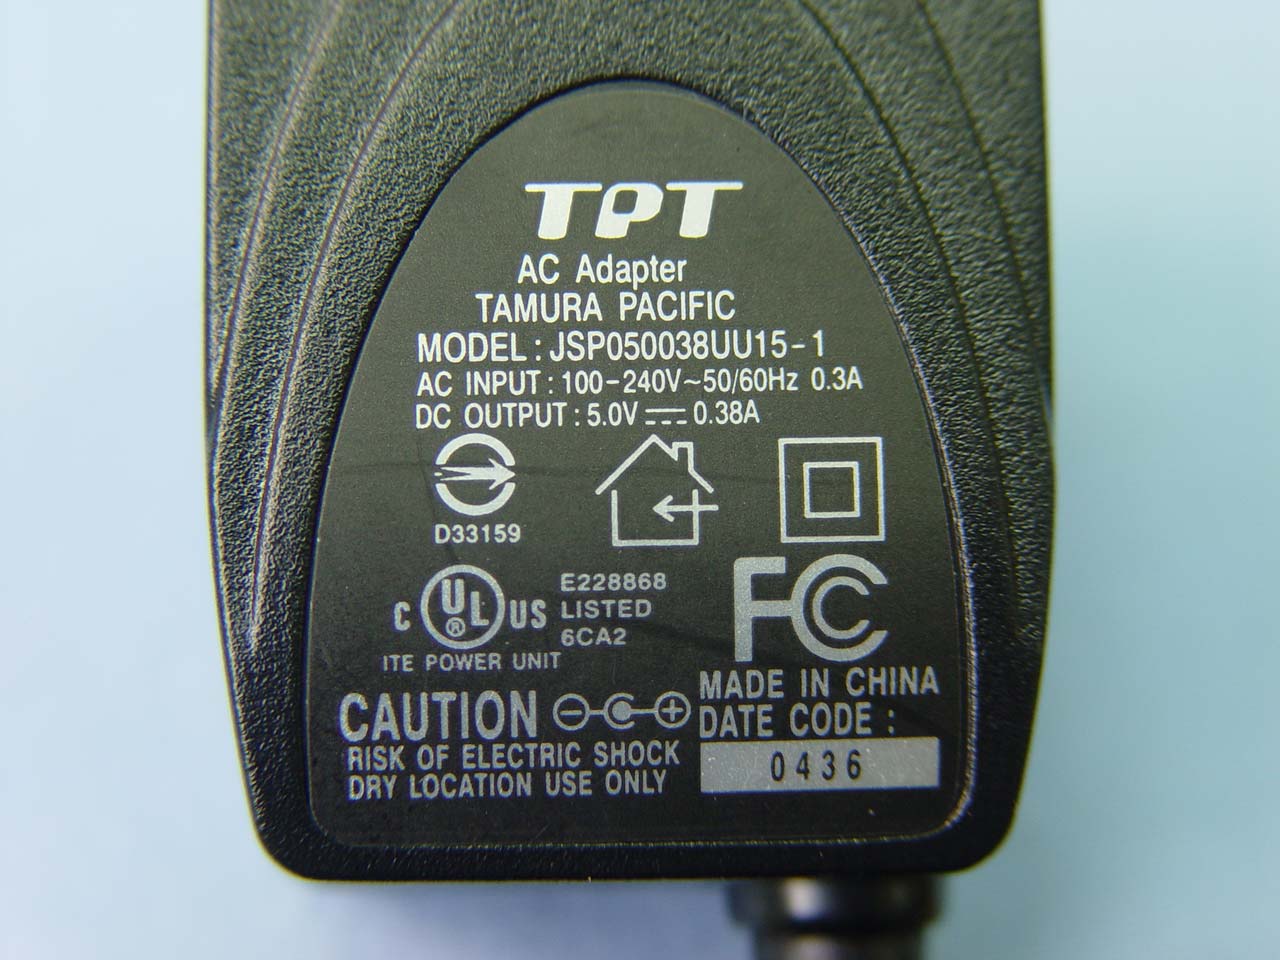 TPT
AC Adapter
TAMURA PACIFIC
MODEL : JSP050038UU15-1
AC INPUT : 100-240V~50/60Hz 0.3A
DC OUTPUT : 5.0V ⎓ 0.38A
D33159
C UL ® US
E228868
LISTED
6CA2
ITE POWER UNIT
FC
CAUTION
RISK OF ELECTRIC SHOCK
DRY LOCATION USE ONLY
MADE IN CHINA
DATE CODE :
0436